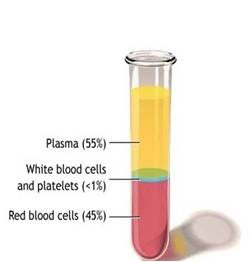 Plasma (55%)
White blood cells
and platelets (<1%)
Red blood cells (45%)